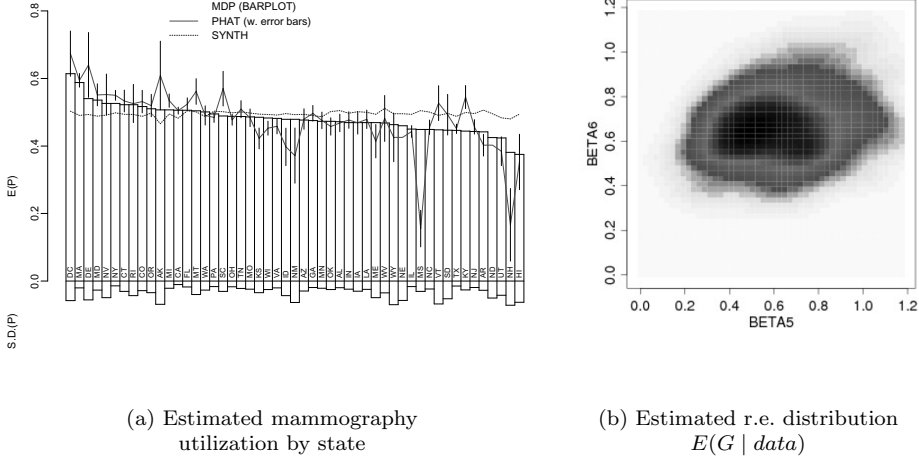 MDP (BARPLOT)
PHAT (w. error bars)
SYNTH
E(P)
S.D.(P)
0.8
0.6
0.4
0.2
0.0
DC MA DE MD NV NY CT RI CO OR AK MI CA FL MT WA PA SC OH TN MO KS WI VA ID NM AZ GA MN OK AL IN IA LA ME WV WY NE IL MS NC VT SD TX KY NJ AR ND UT NH HI
BETA6
1.2
1.0
0.8
0.6
0.4
0.2
0.0
0.0 0.2 0.4 0.6 0.8 1.0 1.2
BETA5
(a) Estimated mammography
utilization by state
(b) Estimated r.e. distribution
E(G | data)